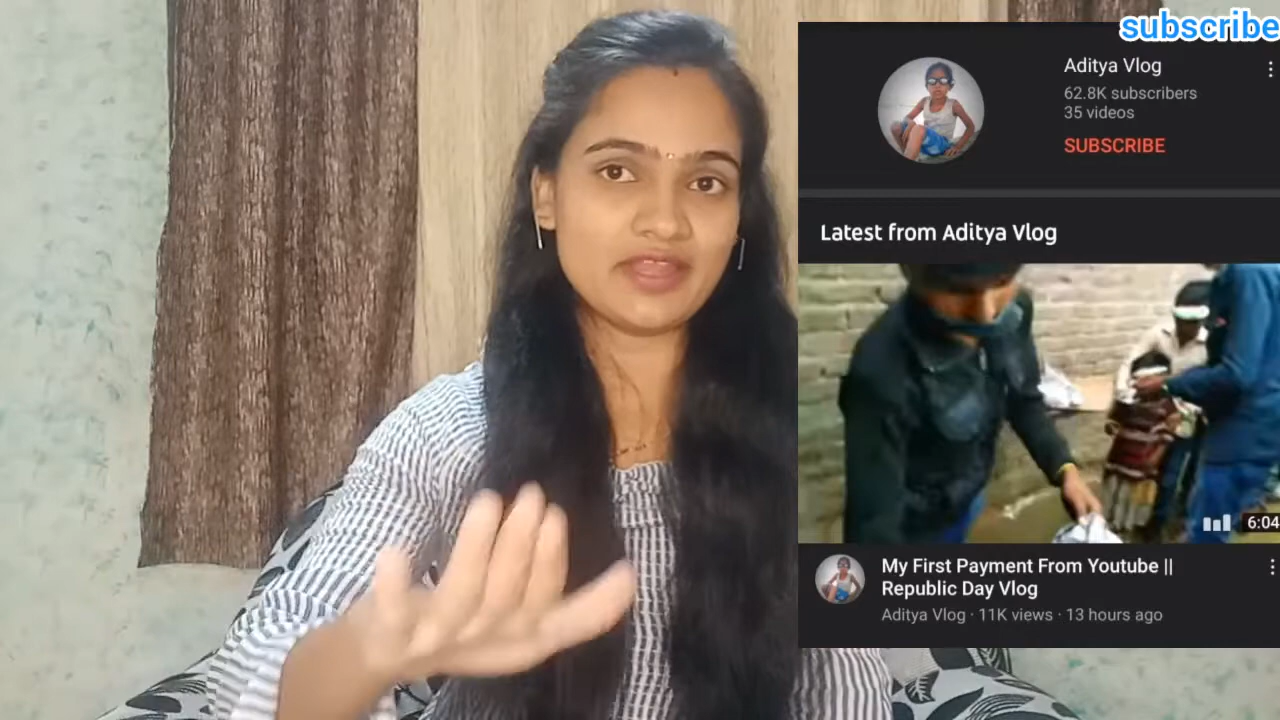 subscribe
Aditya Vlog
62.8K subscribers
35 videos
SUBSCRIBE
Latest from Aditya Vlog
6:04
My First Payment From Youtube ||
Republic Day Vlog
Aditya Vlog · 11K views · 13 hours ago